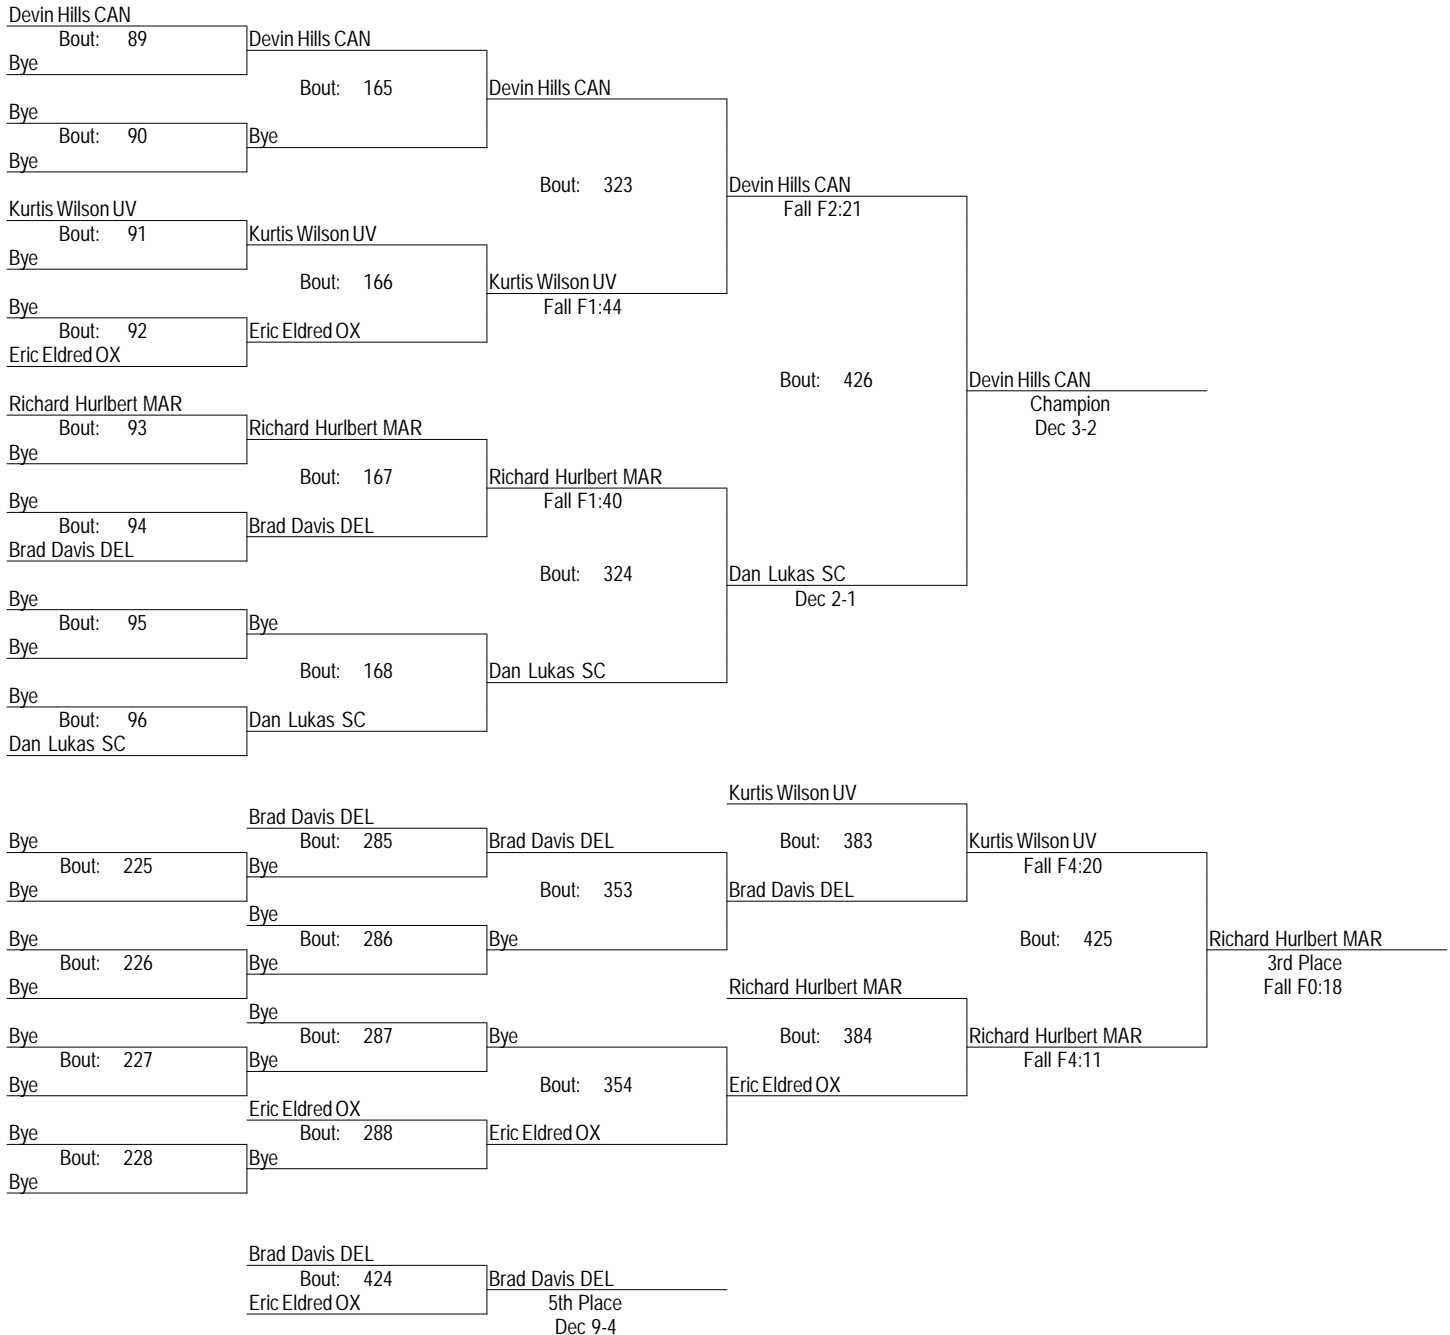 Devin Hills CAN
Bout: 89
Bye
Devin Hills CAN
Bout: 165
Devin Hills CAN
Bye
Bout: 90
Bye
Bye
Bout: 323
Devin Hills CAN
Fall F2:21
Kurtis Wilson UV
Bout: 91
Bye
Kurtis Wilson UV
Bout: 166
Kurtis Wilson UV
Fall F1:44
Bye
Bout: 92
Eric Eldred OX
Eric Eldred OX
Bout: 426
Devin Hills CAN
Champion
Dec 3-2
Richard Hurlbert MAR
Bout: 93
Bye
Richard Hurlbert MAR
Bout: 167
Richard Hurlbert MAR
Fall F1:40
Bye
Bout: 94
Brad Davis DEL
Brad Davis DEL
Bout: 324
Dan Lukas SC
Dec 2-1
Bye
Bout: 95
Bye
Bye
Bout: 168
Dan Lukas SC
Bye
Bout: 96
Dan Lukas SC
Dan Lukas SC
Kurtis Wilson UV
Brad Davis DEL
Bye
Bout: 285
Brad Davis DEL
Bout: 383
Kurtis Wilson UV
Fall F4:20
Bout: 225
Bye
Bye
Bout: 353
Brad Davis DEL
Bye
Bye
Bout: 286
Bye
Bout: 425
Richard Hurlbert MAR
3rd Place
Fall F0:18
Bout: 226
Bye
Bye
Richard Hurlbert MAR
Bye
Bye
Bout: 287
Bye
Bout: 384
Richard Hurlbert MAR
Fall F4:11
Bout: 227
Bye
Bye
Bout: 354
Eric Eldred OX
Eric Eldred OX
Bye
Bout: 288
Eric Eldred OX
Bout: 228
Bye
Bye
Brad Davis DEL
Bout: 424
Brad Davis DEL
Eric Eldred OX
5th Place
Dec 9-4